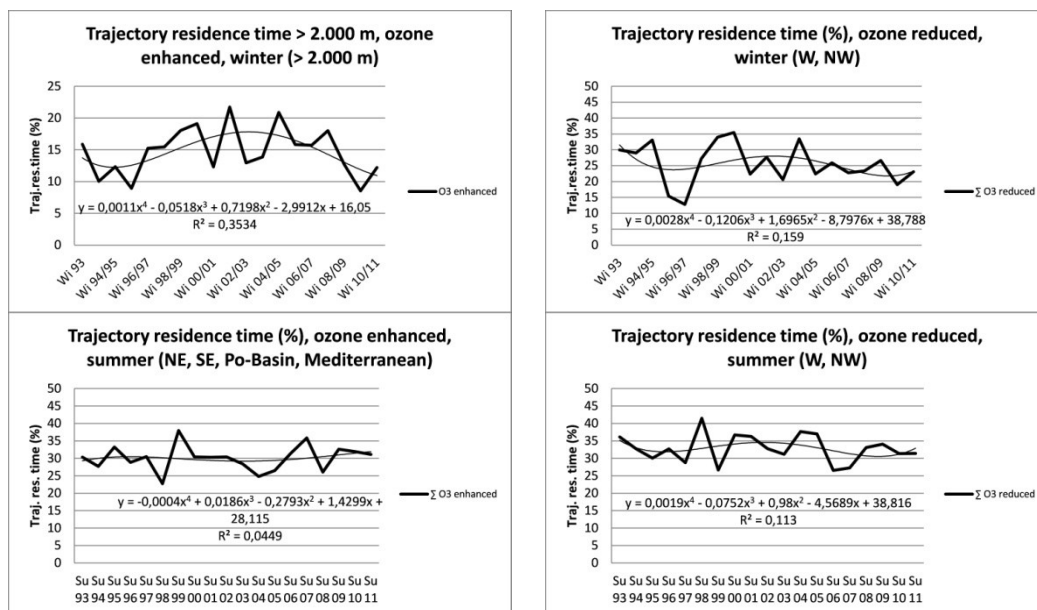 Trajectory residence time > 2.000 m, ozone
enhanced, winter (> 2.000 m)
Traj.res.time (%)
25
20
15
10
5
0
y = 0,0011x⁴ - 0,0518x³ + 0,7198x² - 2,9912x + 16,05
R² = 0,3534
O3 enhanced
Wi 93
Wi 94/95
Wi 96/97
Wi 98/99
Wi 00/01
Wi 02/03
Wi 04/05
Wi 06/07
Wi 08/09
Wi 10/11
Trajectory residence time (%), ozone reduced,
winter (W, NW)
Traj.res.time (%)
50
45
40
35
30
25
20
15
10
5
0
y = 0,0028x⁴ - 0,1206x³ + 1,6965x² - 8,7976x + 38,788
R² = 0,159
∑ O3 reduced
Wi 93
Wi 94/95
Wi 96/97
Wi 98/99
Wi 00/01
Wi 02/03
Wi 04/05
Wi 06/07
Wi 08/09
Wi 10/11
Trajectory residence time (%), ozone enhanced,
summer (NE, SE, Po-Basin, Mediterranean)
Traj. res. time (%)
50
45
40
35
30
25
20
15
10
5
0
y = -0,0004x⁴ + 0,0186x³ - 0,2793x² + 1,4299x +
28,115
R² = 0,0449
∑ O3 enhanced
Su Su Su Su Su Su Su Su Su Su Su Su Su Su Su Su Su Su Su
93 94 95 96 97 98 99 00 01 02 03 04 05 06 07 08 09 10 11
Trajectory residence time (%), ozone reduced,
summer (W, NW)
Traj. res. time (%)
50
45
40
35
30
25
20
15
10
5
0
y = 0,0019x⁴ - 0,0752x³ + 0,98x² - 4,5689x + 38,816
R² = 0,113
∑ O3 reduced
Su Su Su Su Su Su Su Su Su Su Su Su Su Su Su Su Su Su Su
93 94 95 96 97 98 99 00 01 02 03 04 05 06 07 08 09 10 11